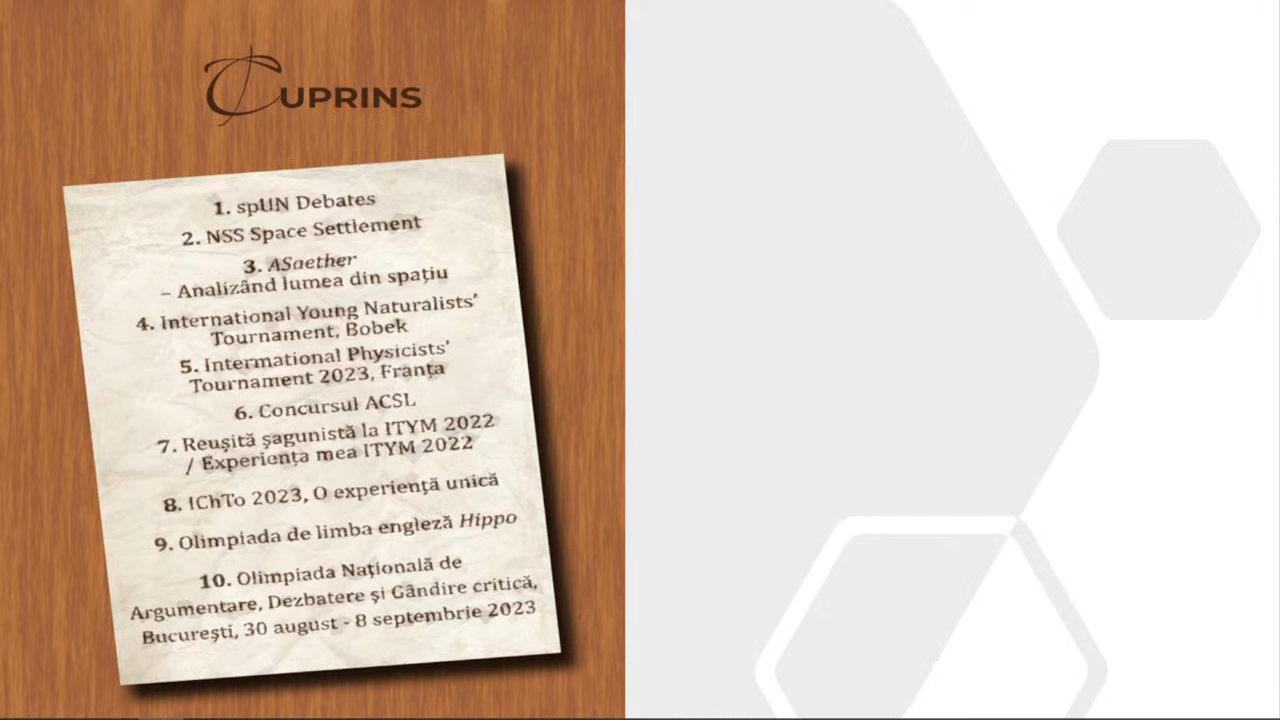 CUPRINS
1. spUN Debates
2. NSS Space Settlement
3. ASaether
– Analizând lumea din spațiu
4. International Young Naturalists’
Tournament, Bobek
5. Intermational Physicists’
Tournament 2023, Franța
6. Concursul ACSL
7. Reușită șagunistă la ITYM 2022
/ Experiența mea ITYM 2022
8. IChTo 2023, O experiență unică
9. Olimpiada de limba engleză Hippo
10. Olimpiada Națională de
Argumentare, Dezbatere și Gândire critică,
București, 30 august - 8 septembrie 2023